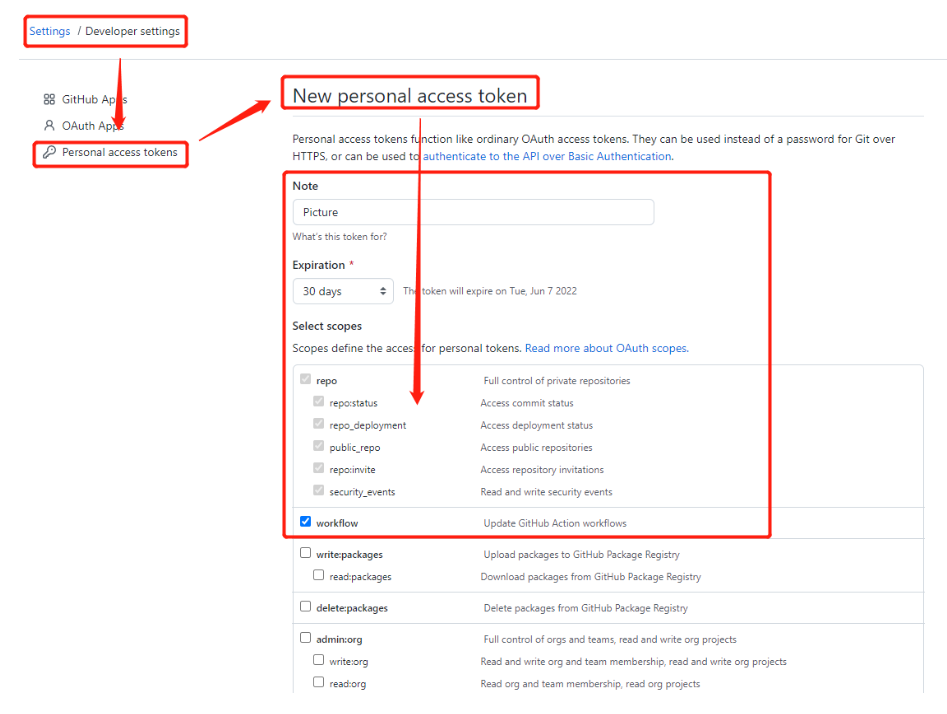 Settings / Developer settings
GitHub Apps
OAuth Apps
Personal access tokens
New personal access token
Personal access tokens function like ordinary OAuth access tokens. They can be used instead of a password for Git over
HTTPS, or can be used to authenticate to the API over Basic Authentication.
Note
Picture
What's this token for?
Expiration *
30 days The token will expire on Tue, Jun 7 2022
Select scopes
Scopes define the access for personal tokens. Read more about OAuth scopes.
repo Full control of private repositories
repo:status Access commit status
repo_deployment Access deployment status
public_repo Access public repositories
repo:invite Access repository invitations
security_events Read and write security events
workflow Update GitHub Action workflows
write:packages Upload packages to GitHub Package Registry
read:packages Download packages from GitHub Package Registry
delete:packages Delete packages from GitHub Package Registry
admin:org Full control of orgs and teams, read and write org projects
write:org Read and write org and team membership, read and write org projects
read:org Read org and team membership, read org projects